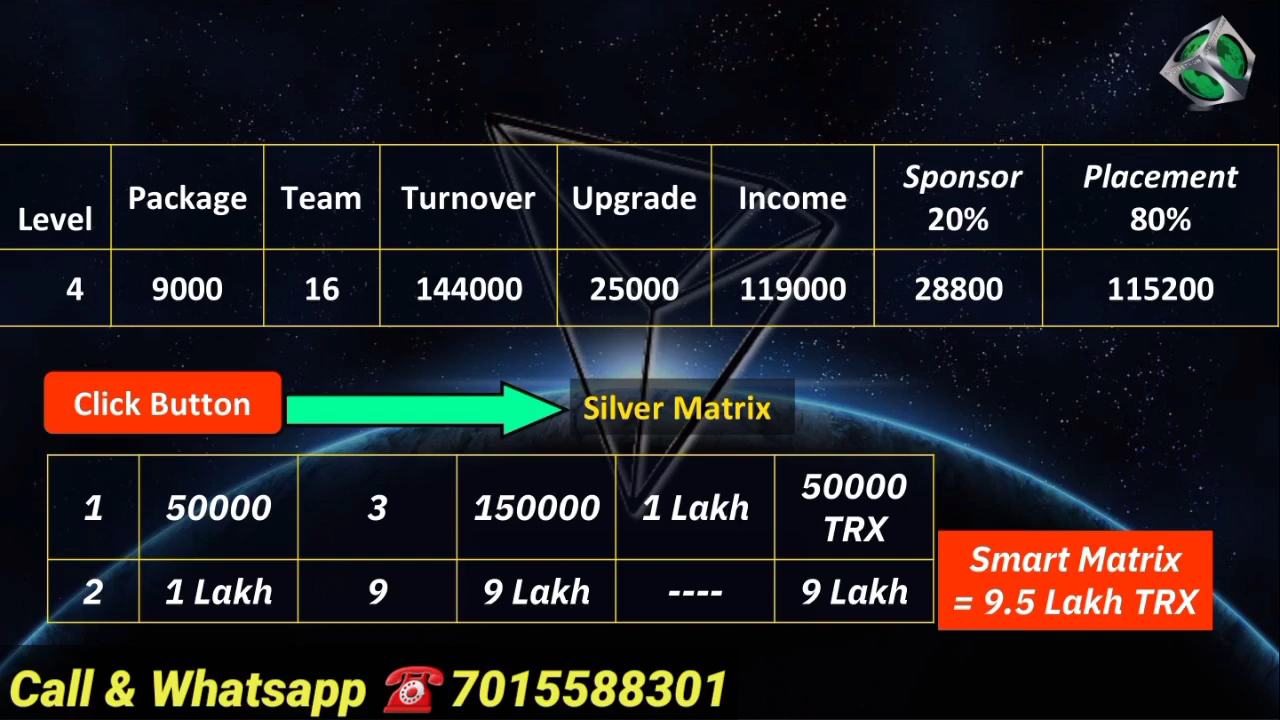 Level Package Team Turnover Upgrade Income Sponsor 20% Placement 80%
4 9000 16 144000 25000 119000 28800 115200
Click Button Silver Matrix
1 50000 3 150000 1 Lakh 50000 TRX
2 1 Lakh 9 9 Lakh ---- 9 Lakh
Smart Matrix
= 9.5 Lakh TRX
Call & Whatsapp ☎ 7015588301